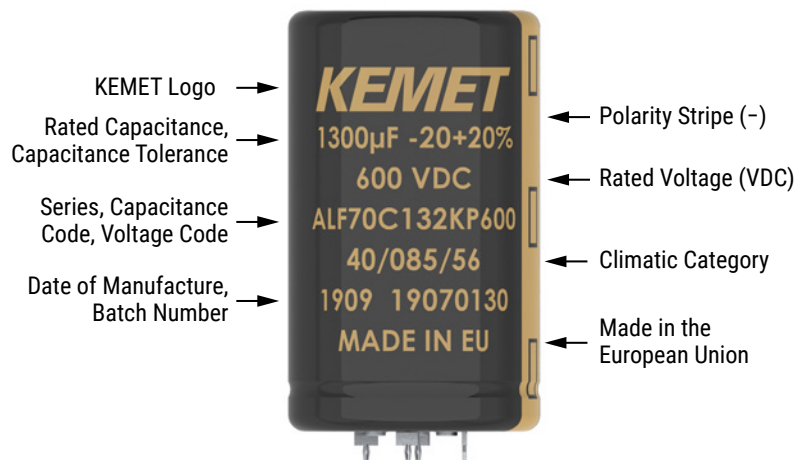 KEMET Logo
Rated Capacitance,
Capacitance Tolerance
Series, Capacitance
Code, Voltage Code
Date of Manufacture,
Batch Number
KEMET
1300µF -20+20%
600 VDC
ALF70C132KP600
40/085/56
1909 19070130
MADE IN EU
Polarity Stripe (−)
Rated Voltage (VDC)
Climatic Category
Made in the
European Union